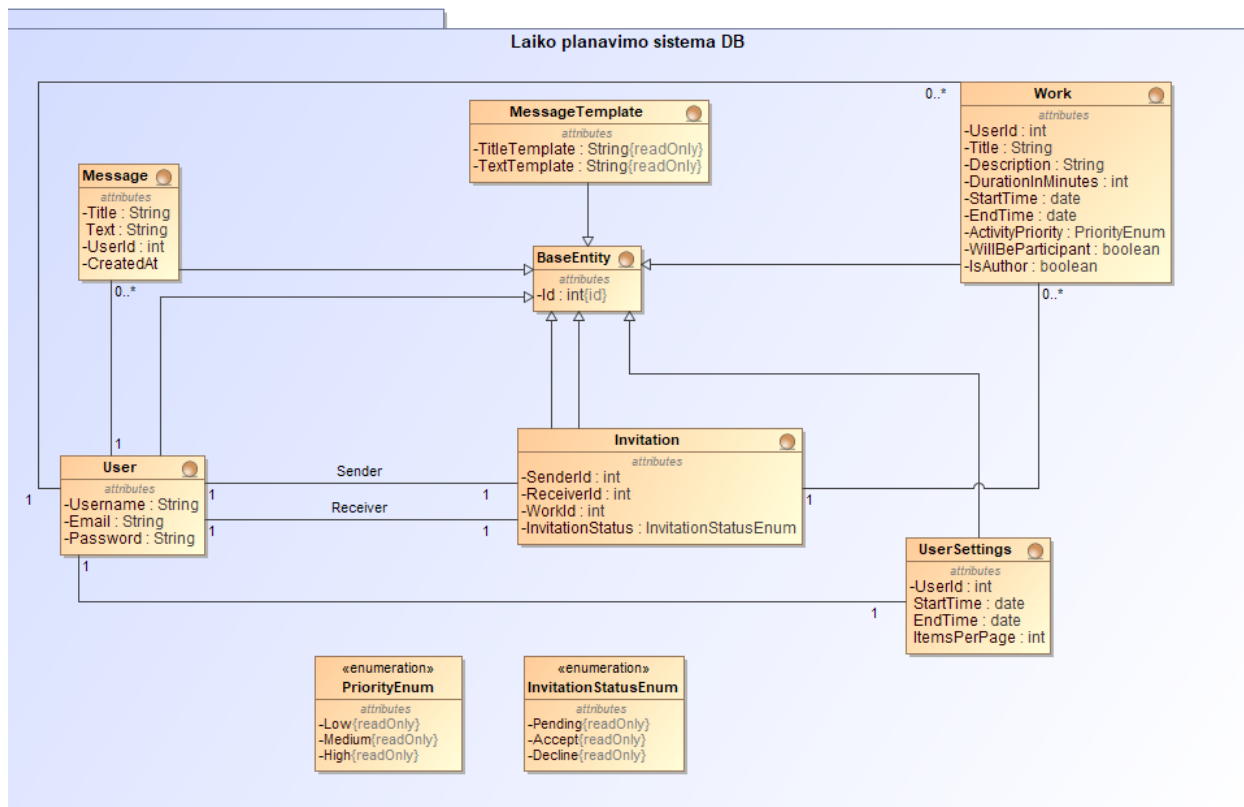 Laiko planavimo sistema DB
0..*
Work
attributes
-UserId : int
-Title : String
-Description : String
-DurationInMinutes : int
-StartTime : date
-EndTime : date
-ActivityPriority : PriorityEnum
-WillBeParticipant : boolean
-IsAuthor : boolean
0..*
MessageTemplate
attributes
-TitleTemplate : String{readOnly}
-TextTemplate : String{readOnly}
Message
attributes
-Title : String
Text : String
-UserId : int
-CreatedAt
0..*
BaseEntity
attributes
-Id : int{id}
1
User
attributes
-Username : String
-Email : String
-Password : String
1
1
Sender
1
1
Receiver
1
1
Invitation
attributes
-SenderId : int
-ReceiverId : int
-WorkId : int
-InvitationStatus : InvitationStatusEnum
1
1
UserSettings
attributes
-UserId : int
StartTime : date
EndTime : date
ItemsPerPage : int
«enumeration»
PriorityEnum
attributes
-Low{readOnly}
-Medium{readOnly}
-High{readOnly}
«enumeration»
InvitationStatusEnum
attributes
-Pending{readOnly}
-Accept{readOnly}
-Decline{readOnly}